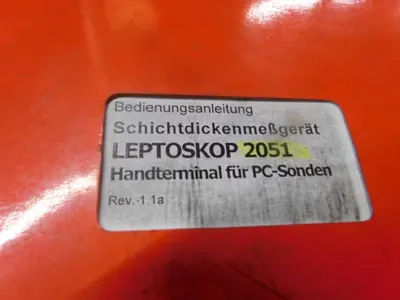 Bedienungsanleitung
Schichtdickenmeßgerät
LEPTOSKOP 2051
Handterminal für PC-Sonden
Rev. 1.1a